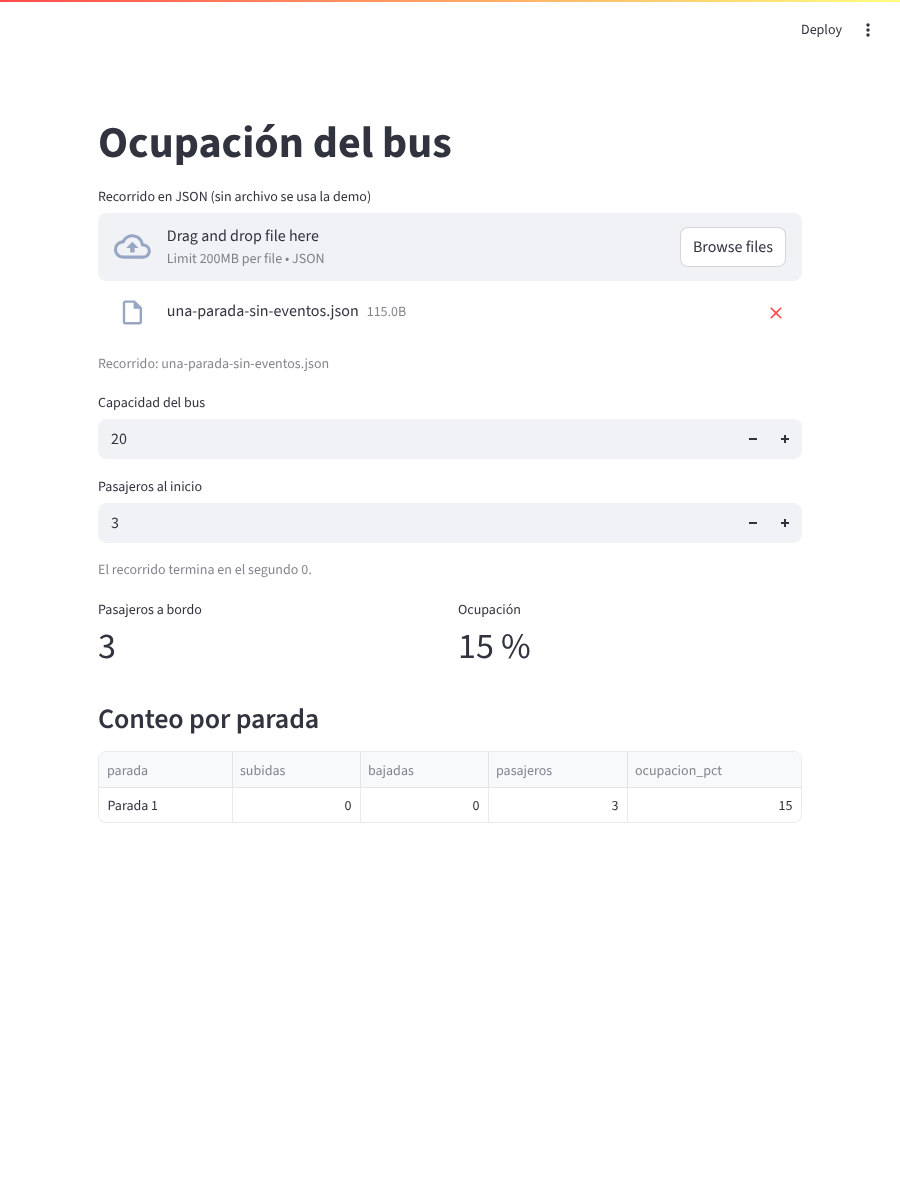 Deploy
Ocupación del bus
Recorrido en JSON (sin archivo se usa la demo)
Drag and drop file here
Limit 200MB per file • JSON
Browse files
una-parada-sin-eventos.json 115.0B
Recorrido: una-parada-sin-eventos.json
Capacidad del bus
20
Pasajeros al inicio
3
El recorrido termina en el segundo 0.
Pasajeros a bordo Ocupación
3 15 %
Conteo por parada
parada subidas bajadas pasajeros ocupacion_pct
Parada 1 0 0 3 15